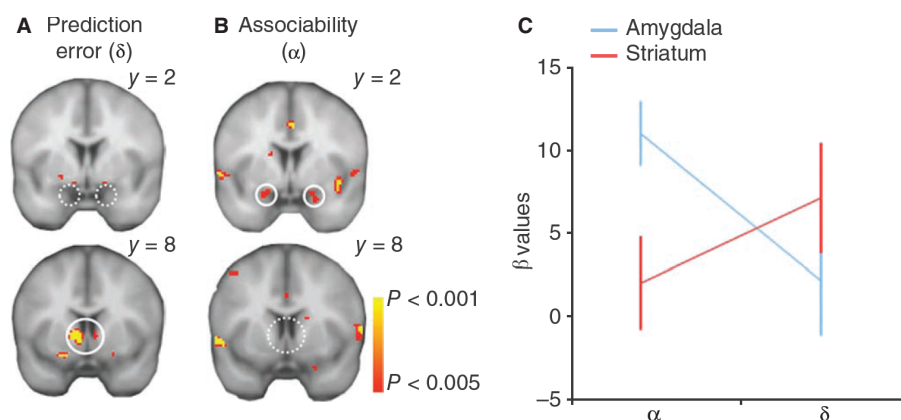 A Prediction
error (δ)
y = 2
y = 8
B Associability
(α)
y = 2
y = 8
P < 0.001
P < 0.005
C
Amygdala
Striatum
15
10
5
0
−5
β values
α
δ